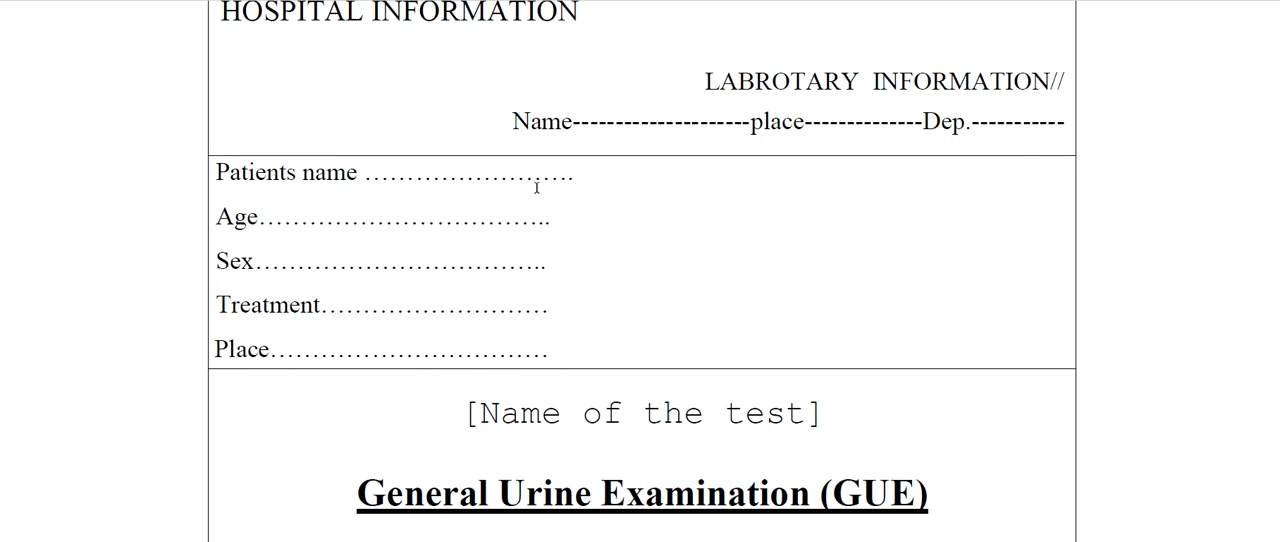 HOSPITAL INFORMATION
LABROTARY INFORMATION//
Name---------------------place--------------Dep.-----------
Patients name …………………….
Age……………………………..
Sex……………………………..
Treatment………………………
Place……………………………
[Name of the test]
General Urine Examination (GUE)